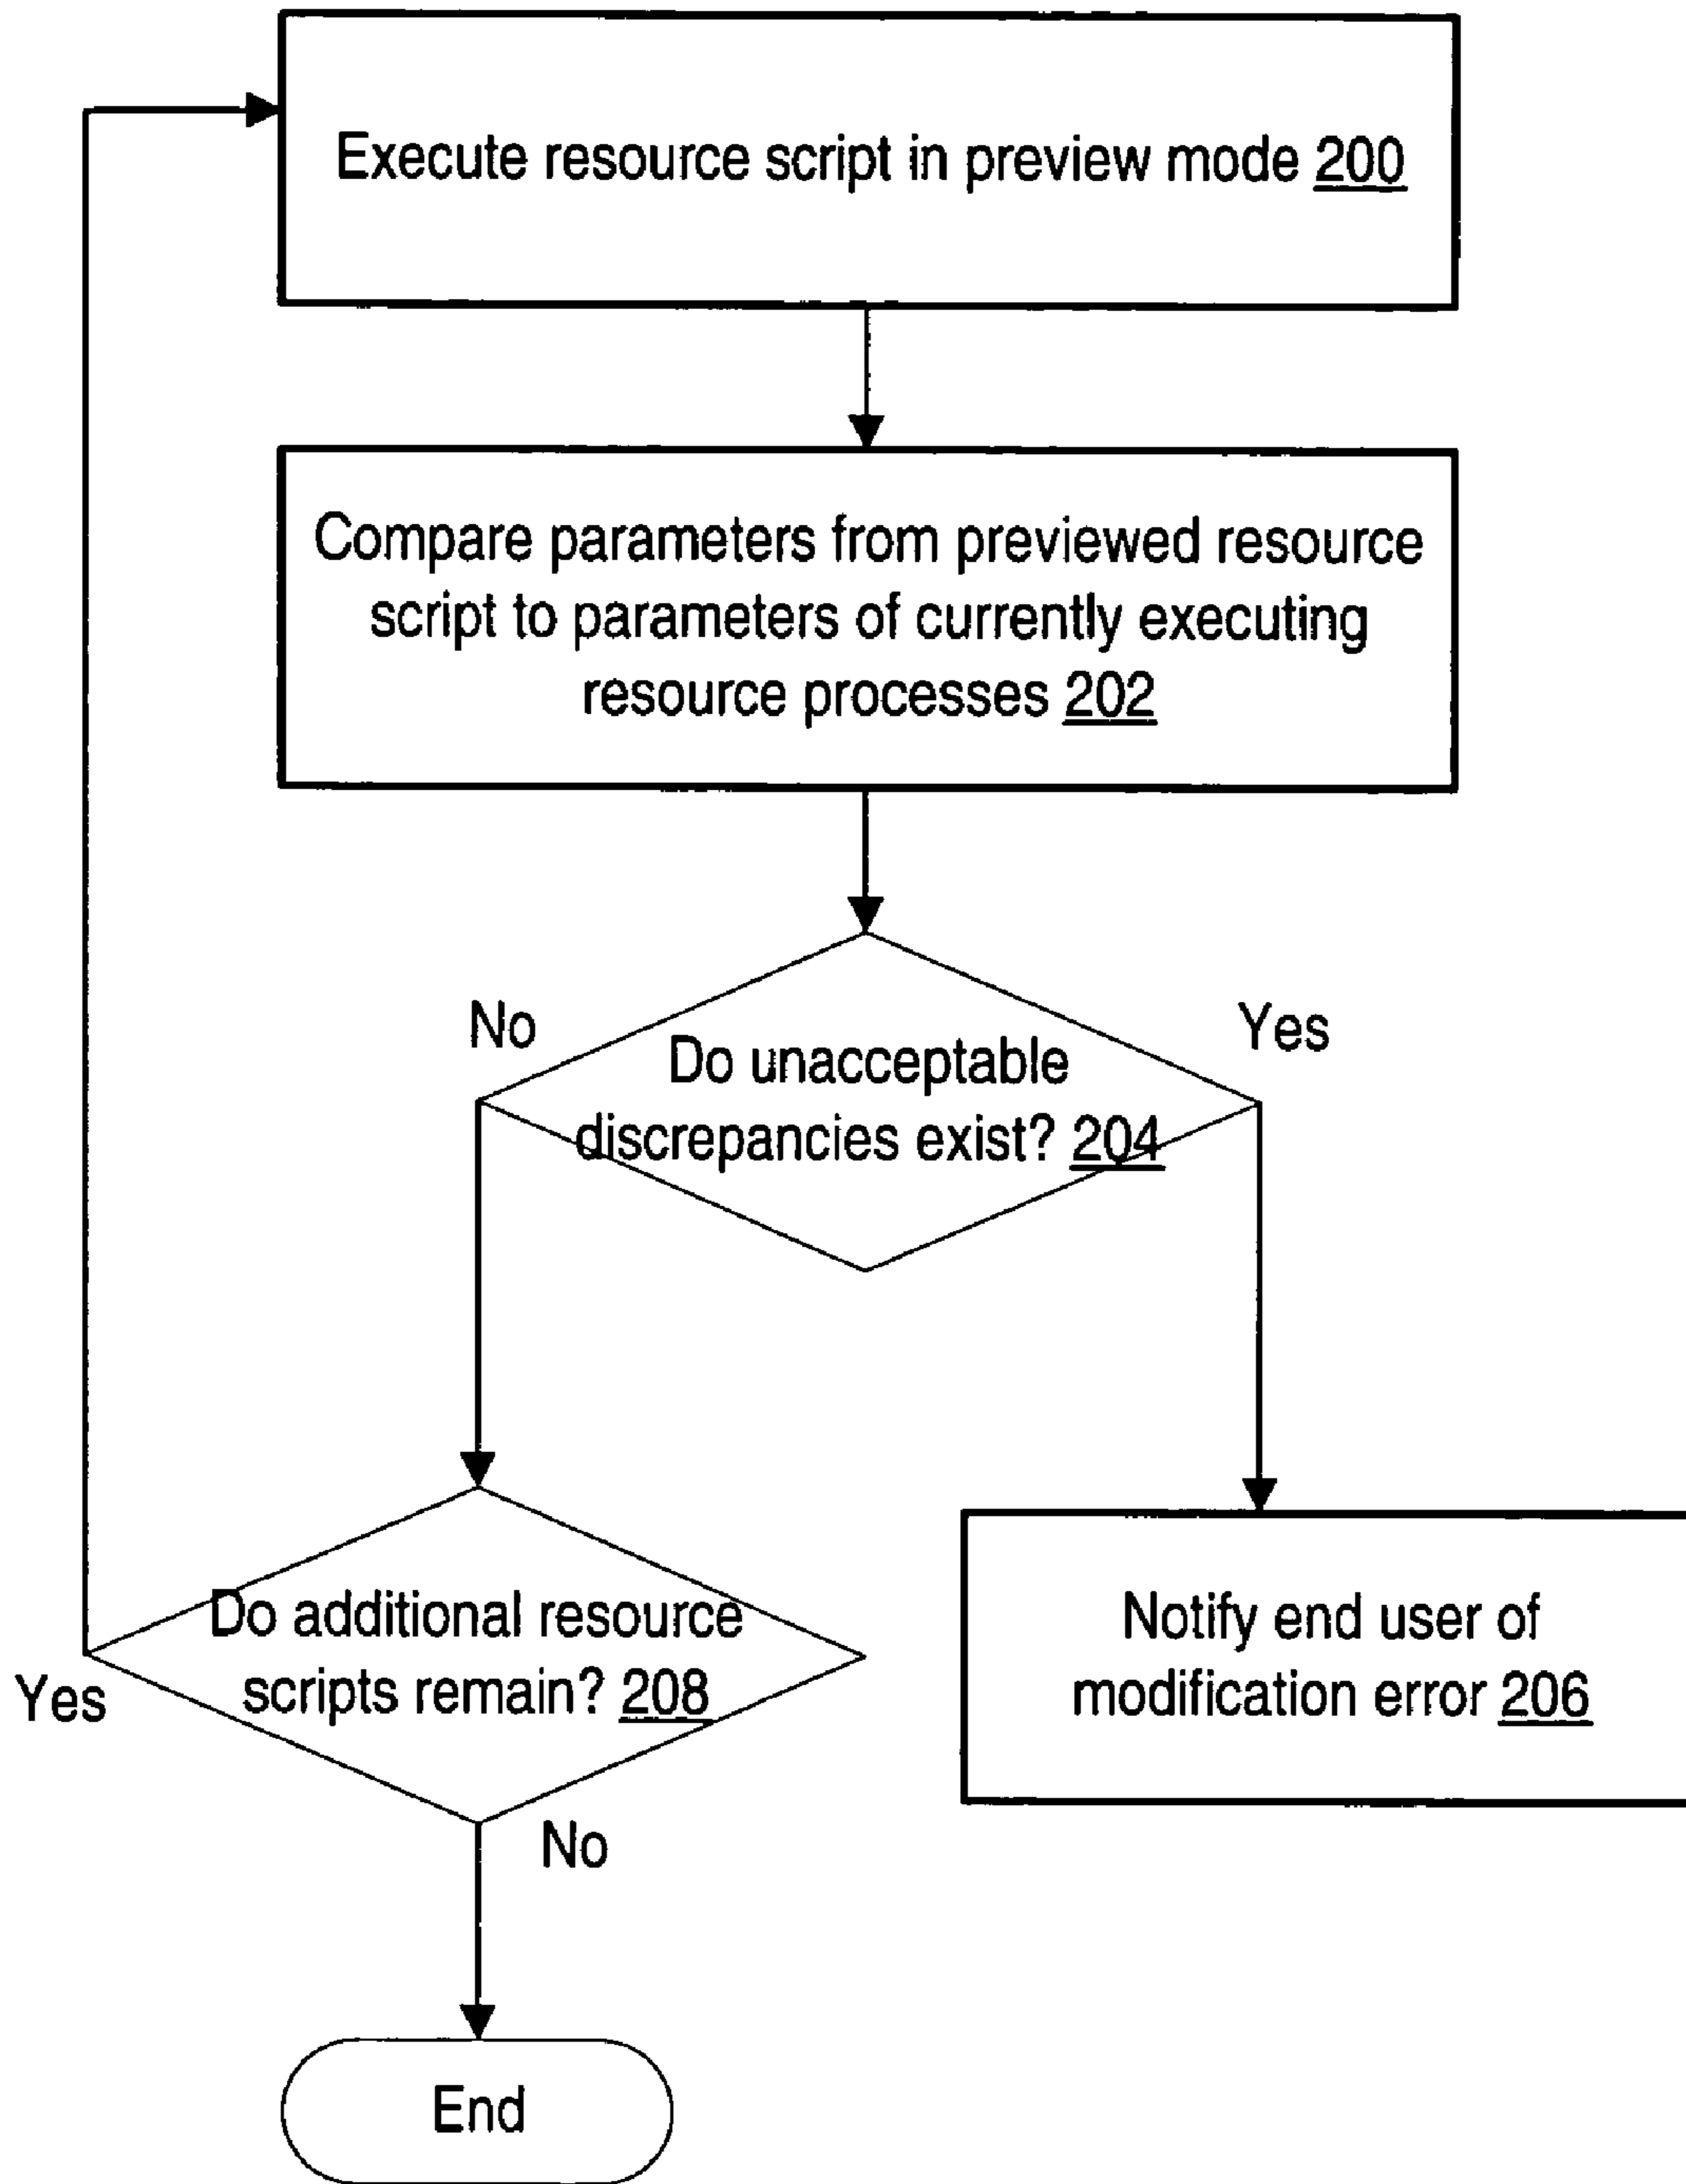 Execute resource script in preview mode 200
Compare parameters from previewed resource
script to parameters of currently executing
resource processes 202
No
Yes
Do unacceptable
discrepancies exist? 204
Do additional resource
scripts remain? 208
Yes
Notify end user of
modification error 206
No
End